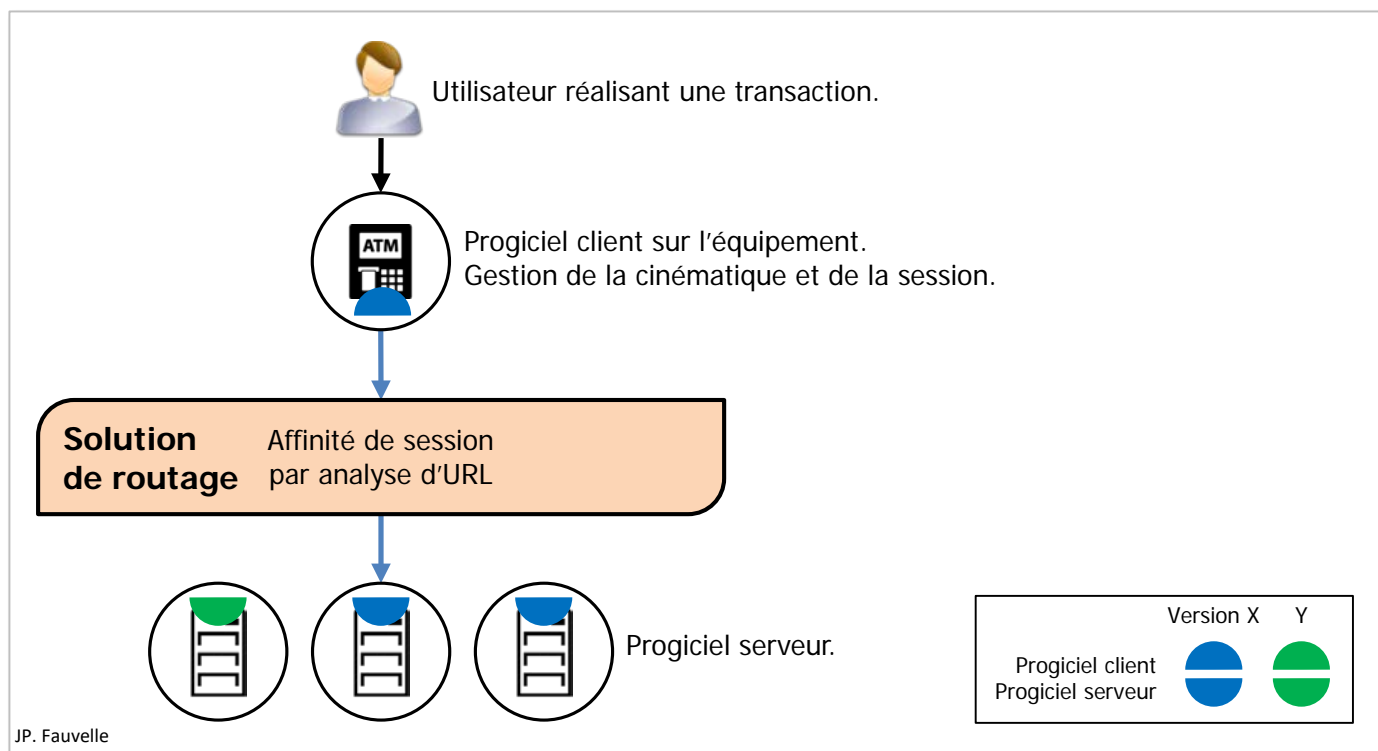 Utilisateur réalisant une transaction.
ATM
Progiciel client sur l'équipement.
Gestion de la cinématique et de la session.
Solution
de routage
Affinité de session
par analyse d'URL
Progiciel serveur.
Version X Y
Progiciel client
Progiciel serveur
JP. Fauvelle